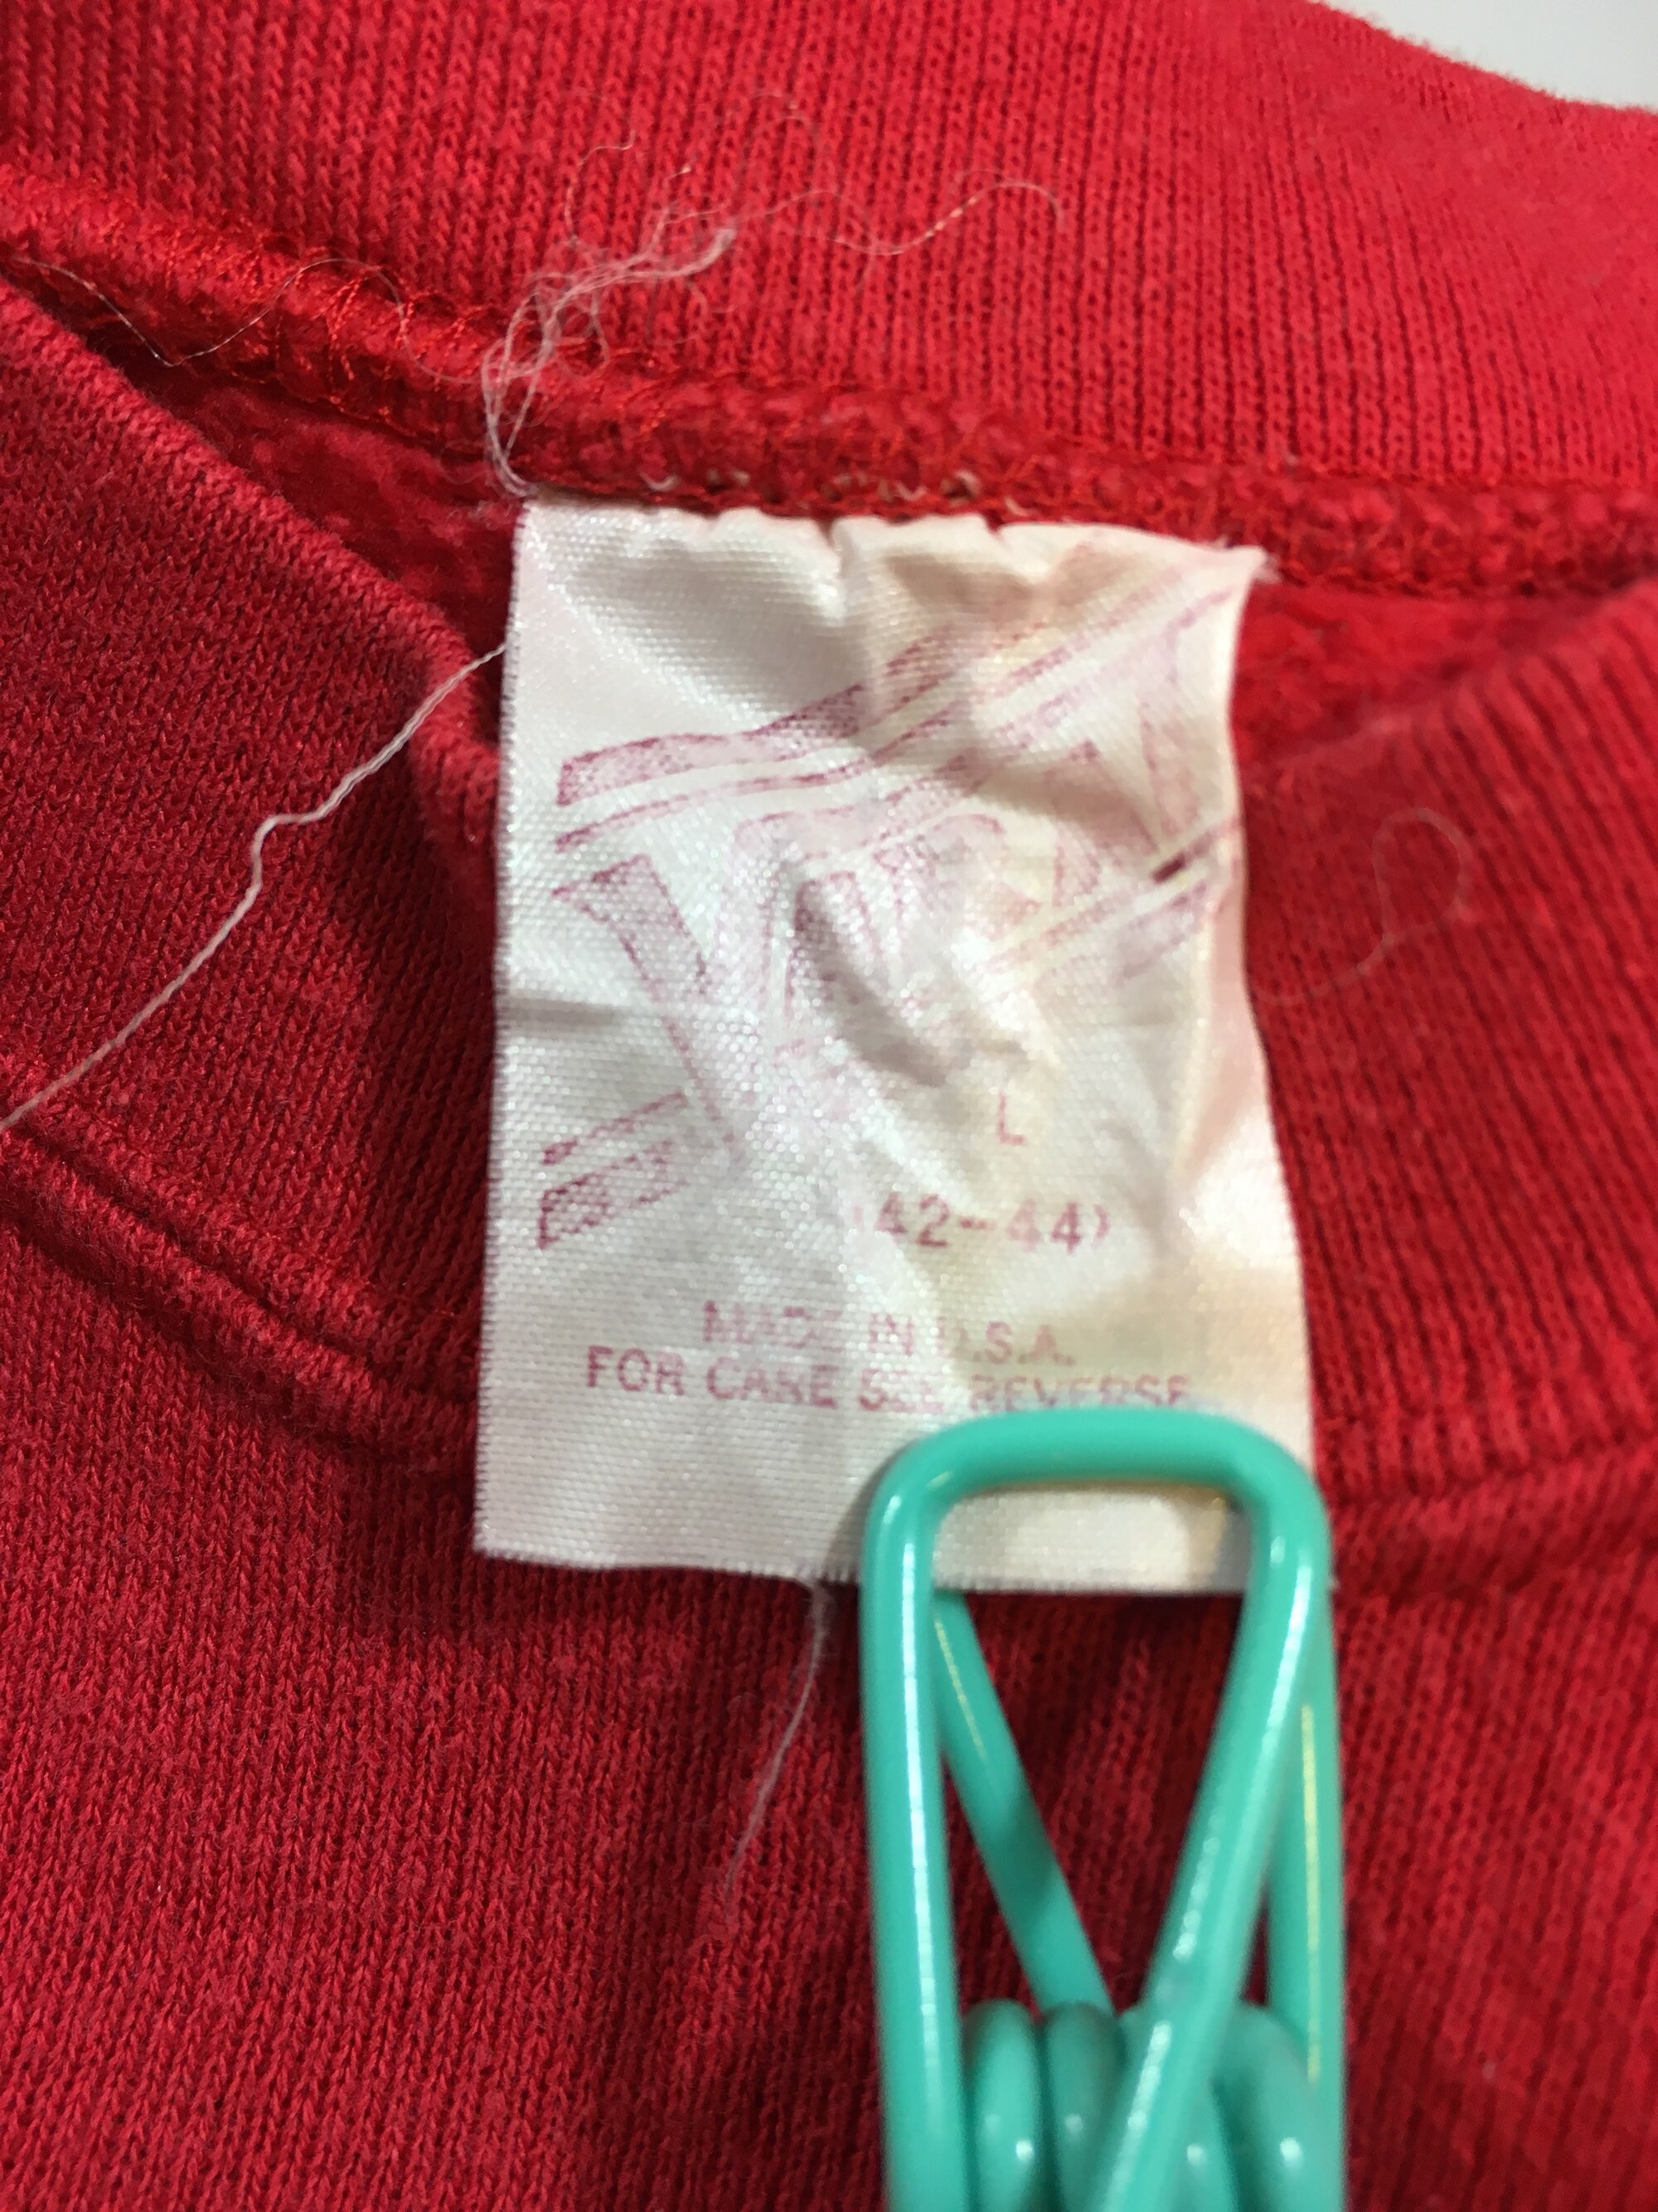 L
(42-44)
MADE IN U.S.A.
FOR CARE SEE REVERSE